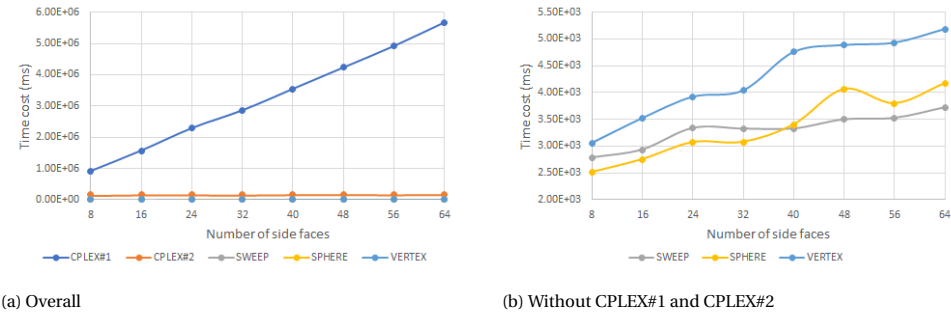 6.00E+06
5.00E+06
4.00E+06
3.00E+06
2.00E+06
1.00E+06
0.00E+00
Time cost (ms)
8 16 24 32 40 48 56 64
Number of side faces
CPLEX#1 CPLEX#2 SWEEP SPHERE VERTEX
(a) Overall
5.50E+03
5.00E+03
4.50E+03
4.00E+03
3.50E+03
3.00E+03
2.50E+03
2.00E+03
Time cost (ms)
8 16 24 32 40 48 56 64
Number of side faces
SWEEP SPHERE VERTEX
(b) Without CPLEX#1 and CPLEX#2